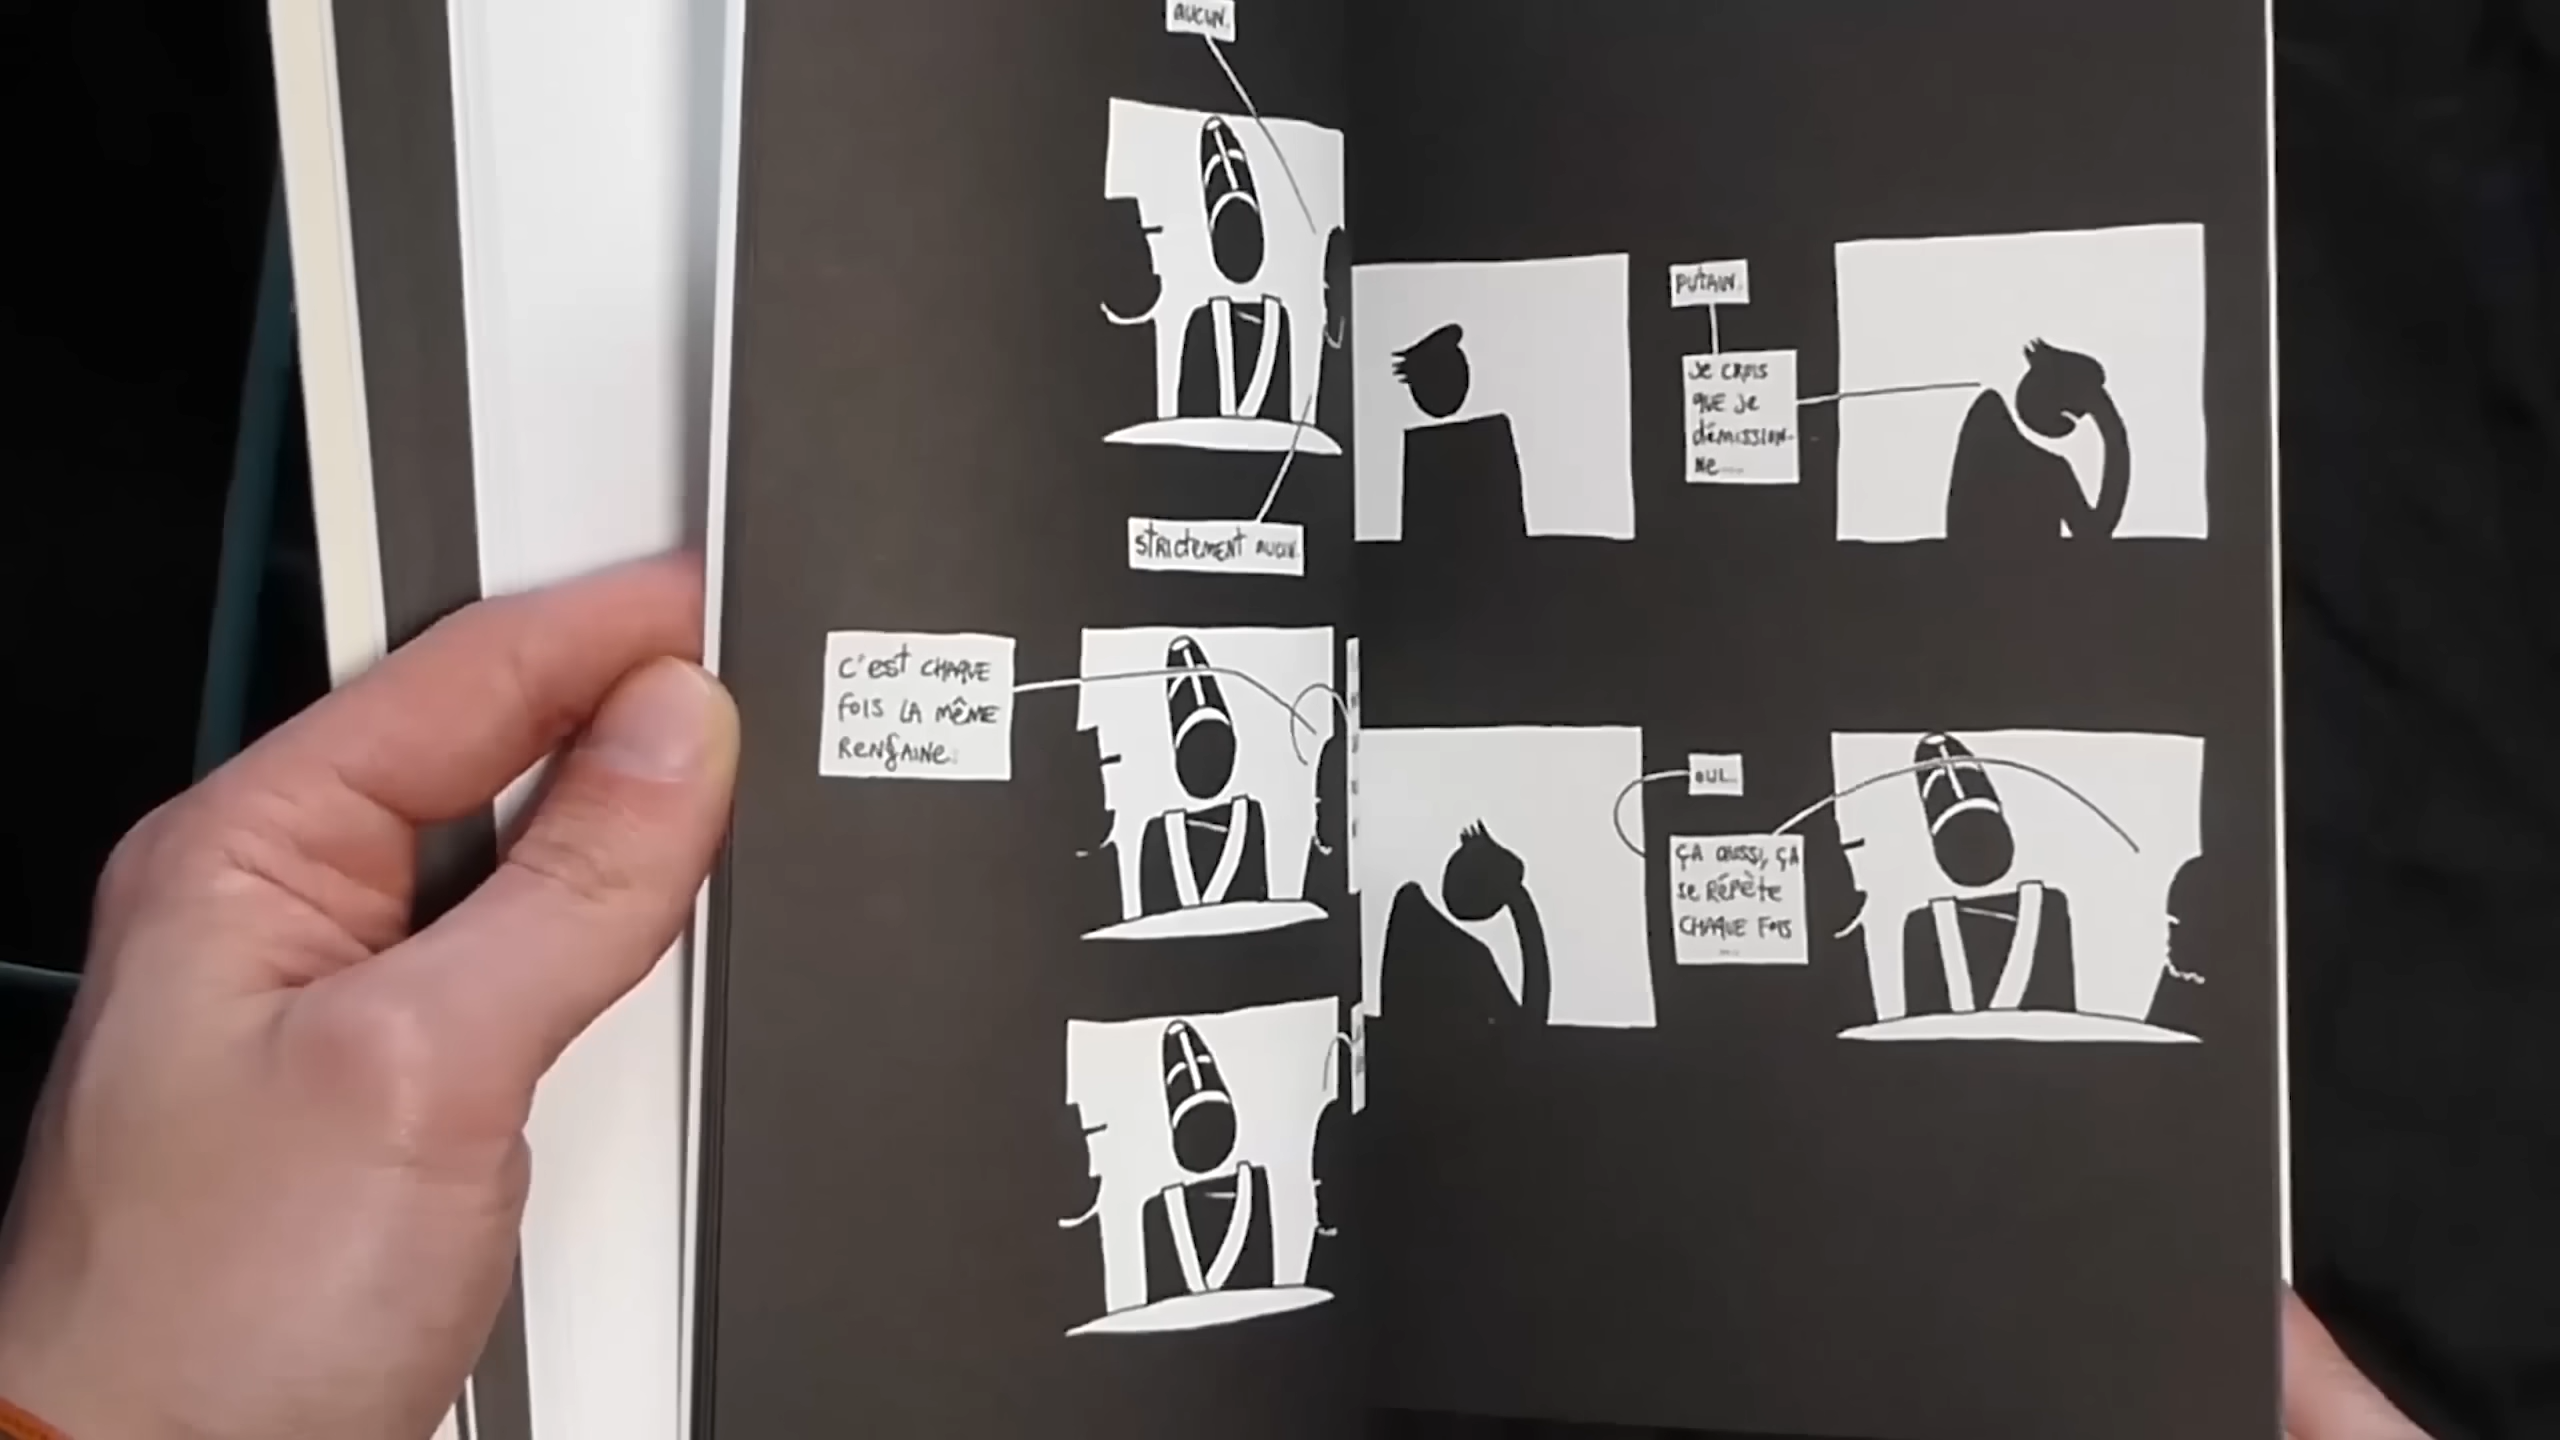 AUCUN.
STRICTEMENT AUCUN.
C'EST CHAQUE
FOIS LA MÊME
RENGAINE.
PUTAIN.
JE CROIS
QUE JE
DÉMISSION-
NE.....
OUI..
ÇA AUSSI, ÇA
SE RÉPÈTE
CHAQUE FOIS
....